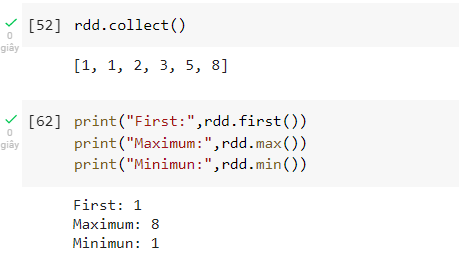 [52] rdd.collect()
0
giây
[1, 1, 2, 3, 5, 8]
[62] print("First:",rdd.first())
0
giây
print("Maximum:",rdd.max())
print("Minimun:",rdd.min())
First: 1
Maximum: 8
Minimun: 1